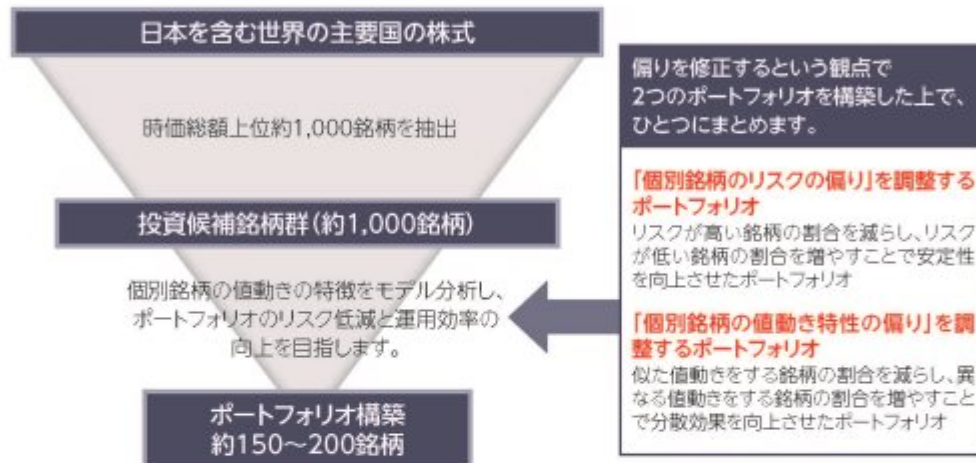 日本を含む世界の主要国の株式
時価総額上位約1,000銘柄を抽出
投資候補銘柄群(約1,000銘柄)
個別銘柄の値動きの特徴をモデル分析し、
ポートフォリオのリスク低減と運用効率の
向上を目指します。
ポートフォリオ構築
約150～200銘柄
偏りを修正するという観点で
2つのポートフォリオを構築した上で、
ひとつにまとめます。
「個別銘柄のリスクの偏り」を調整する
ポートフォリオ
リスクが高い銘柄の割合を減らし、リスク
が低い銘柄の割合を増やすことで安定性
を向上させたポートフォリオ
「個別銘柄の値動き特性の偏り」を調
整するポートフォリオ
似た値動きをする銘柄の割合を減らし、異
なる値動きをする銘柄の割合を増やすこと
で分散効果を向上させたポートフォリオ